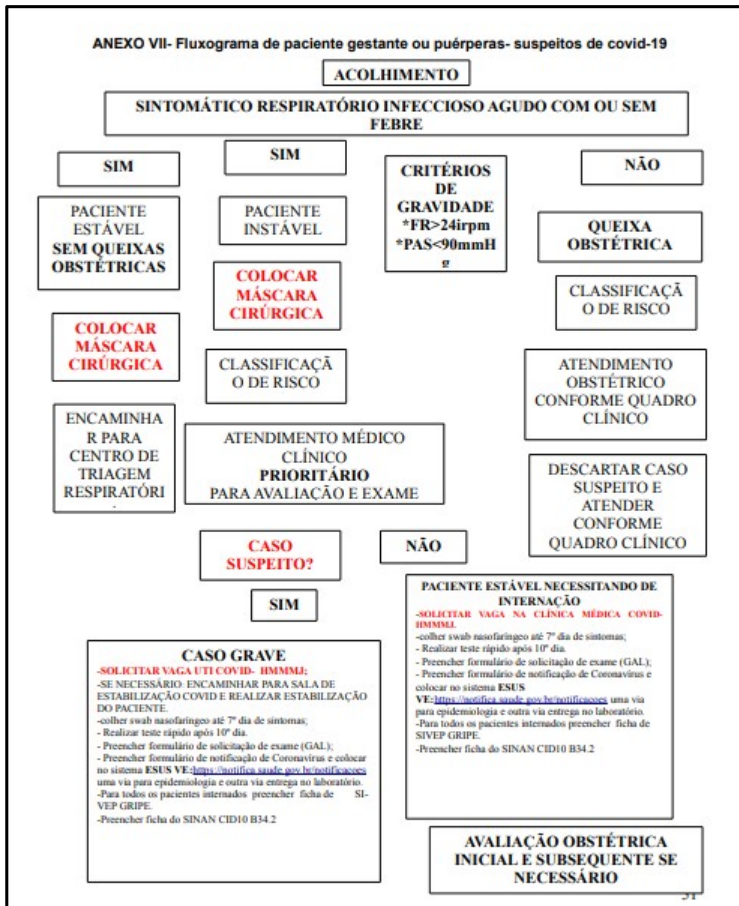 ANEXO VII- Fluxograma de paciente gestante ou puérperas- suspeitos de covid-19
ACOLHIMENTO
SINTOMÁTICO RESPIRATÓRIO INFECCIOSO AGUDO COM OU SEM
FEBRE
SIM
SIM
NÃO
PACIENTE
ESTÁVEL
SEM QUEIXAS
OBSTÉTRICAS
PACIENTE
INSTÁVEL
CRITÉRIOS
DE
GRAVIDADE
*FR>24irpm
*PAS<90mmH
g
QUEIXA
OBSTÉTRICA
COLOCAR
MÁSCARA
CIRÚRGICA
COLOCAR
MÁSCARA
CIRÚRGICA
CLASSIFICAÇÃ
O DE RISCO
CLASSIFICAÇÃ
O DE RISCO
ATENDIMENTO
OBSTÉTRICO
CONFORME QUADRO
CLÍNICO
ENCAMINHA
R PARA
CENTRO DE
TRIAGEM
RESPIRATÓRI
ATENDIMENTO MÉDICO
CLÍNICO
PRIORITÁRIO
PARA AVALIAÇÃO E EXAME
DESCARTAR CASO
SUSPEITO E
ATENDER
CONFORME
QUADRO CLÍNICO
CASO
SUSPEITO?
NÃO
SIM
PACIENTE ESTÁVEL NECESSITANDO DE
INTERNAÇÃO
-SOLICITAR VAGA NA CLÍNICA MÉDICA COVID-
HMMMJ.
-colher swab nasofaríngeo até 7º dia de sintomas;
- Realizar teste rápido após 10º dia.
- Preencher formulário de solicitação de exame (GAL);
- Preencher formulário de notificação de Coronavírus e
colocar no sistema ESUS
VE:https://notifica.saude.gov.br/notificacoes uma via
para epidemiologia e outra via entrega no laboratório.
-Para todos os pacientes internados preencher ficha de
SIVEP GRIPE.
-Preencher ficha do SINAN CID10 B34.2
CASO GRAVE
-SOLICITAR VAGA UTI COVID- HMMMJ;
-SE NECESSÁRIO: ENCAMINHAR PARA SALA DE
ESTABILIZAÇÃO COVID E REALIZAR ESTABILIZAÇÃO
DO PACIENTE.
-colher swab nasofaríngeo até 7º dia de sintomas;
- Realizar teste rápido após 10º dia.
- Preencher formulário de solicitação de exame (GAL);
- Preencher formulário de notificação de Coronavírus e colocar
no sistema ESUS VE:https://notifica.saude.gov.br/notificacoes
uma via para epidemiologia e outra via entrega no laboratório.
-Para todos os pacientes internados preencher ficha de SI-
VEP GRIPE.
-Preencher ficha do SINAN CID10 B34.2
AVALIAÇÃO OBSTÉTRICA
INICIAL E SUBSEQUENTE SE
NECESSÁRIO